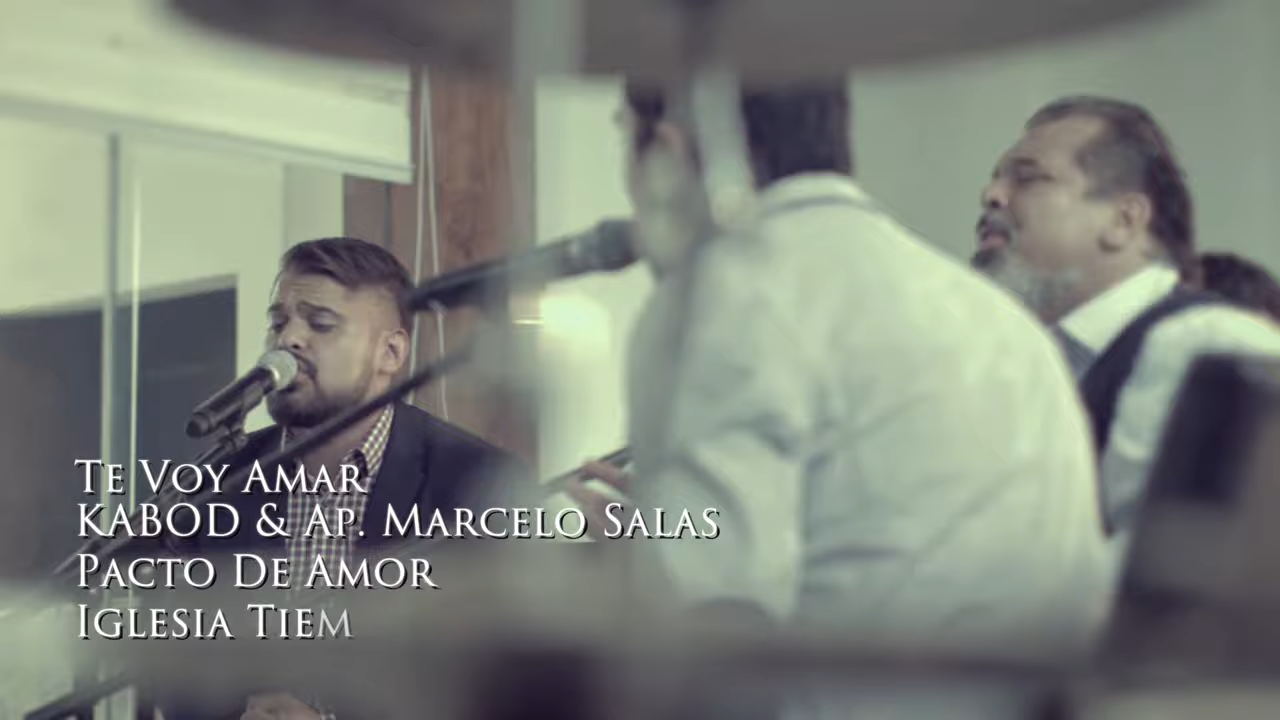 Te Voy Amar
KABOD & Ap. Marcelo Salas
Pacto De Amor
Iglesia Tiem